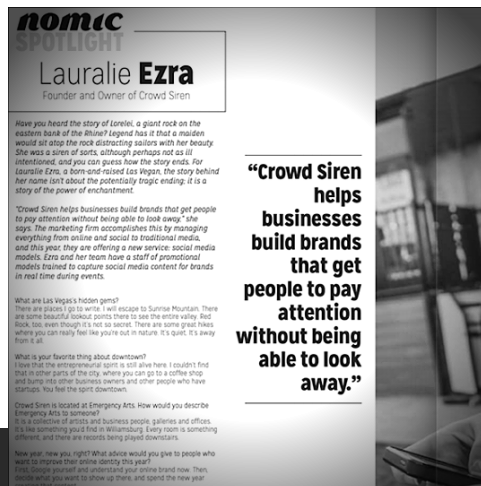 nomic
SPOTLIGHT
Lauralie Ezra
Founder and Owner of Crowd Siren
Have you heard the story of Lorelei, a giant rock on the
eastern bank of the Rhine? Legend has it that a maiden
would sit atop the rock distracting sailors with her beauty.
She was a siren of sorts, although perhaps not as ill
intentioned, and you can guess how the story ends. For
Lauralie Ezra, a born-and-raised Las Vegan, the story behind
her name isn't about the potentially tragic ending; it is a
story of the power of enchantment.
"Crowd Siren helps businesses build brands that get people
to pay attention without being able to look away," she
says. The marketing firm accomplishes this by managing
everything from online and social to traditional media,
and this year, they are offering a new service: social media
models. Ezra and her team have a staff of promotional
models trained to capture social media content for brands
in real time during events.
What are Las Vegas's hidden gems?
There are places I go to write. I will escape to Sunrise Mountain. There
are some beautiful lookout points there to see the entire valley. Red
Rock, too, even though it's not so secret. There are some great hikes
where you can really feel like you're out in nature. It's quiet. It's away
from it all.
What is your favorite thing about downtown?
I love that the entrepreneurial spirit is still alive here. I couldn't find
that in other parts of the city, where you can go to a coffee shop
and bump into other business owners and other people who have
startups. You feel the spirit downtown.
Crowd Siren is located at Emergency Arts. How would you describe
Emergency Arts to someone?
It is a collective of artists and business people, galleries and offices.
It's like something you'd find in Williamsburg. Every room is something
different, and there are records being played downstairs.
New year, new you, right? What advice would you give to people who
want to improve their online identity this year?
First, Google yourself and understand your online brand now. Then,
decide what you want to show up there, and spend the new year
“Crowd Siren
helps
businesses
build brands
that get
people to pay
attention
without being
able to look
away.”